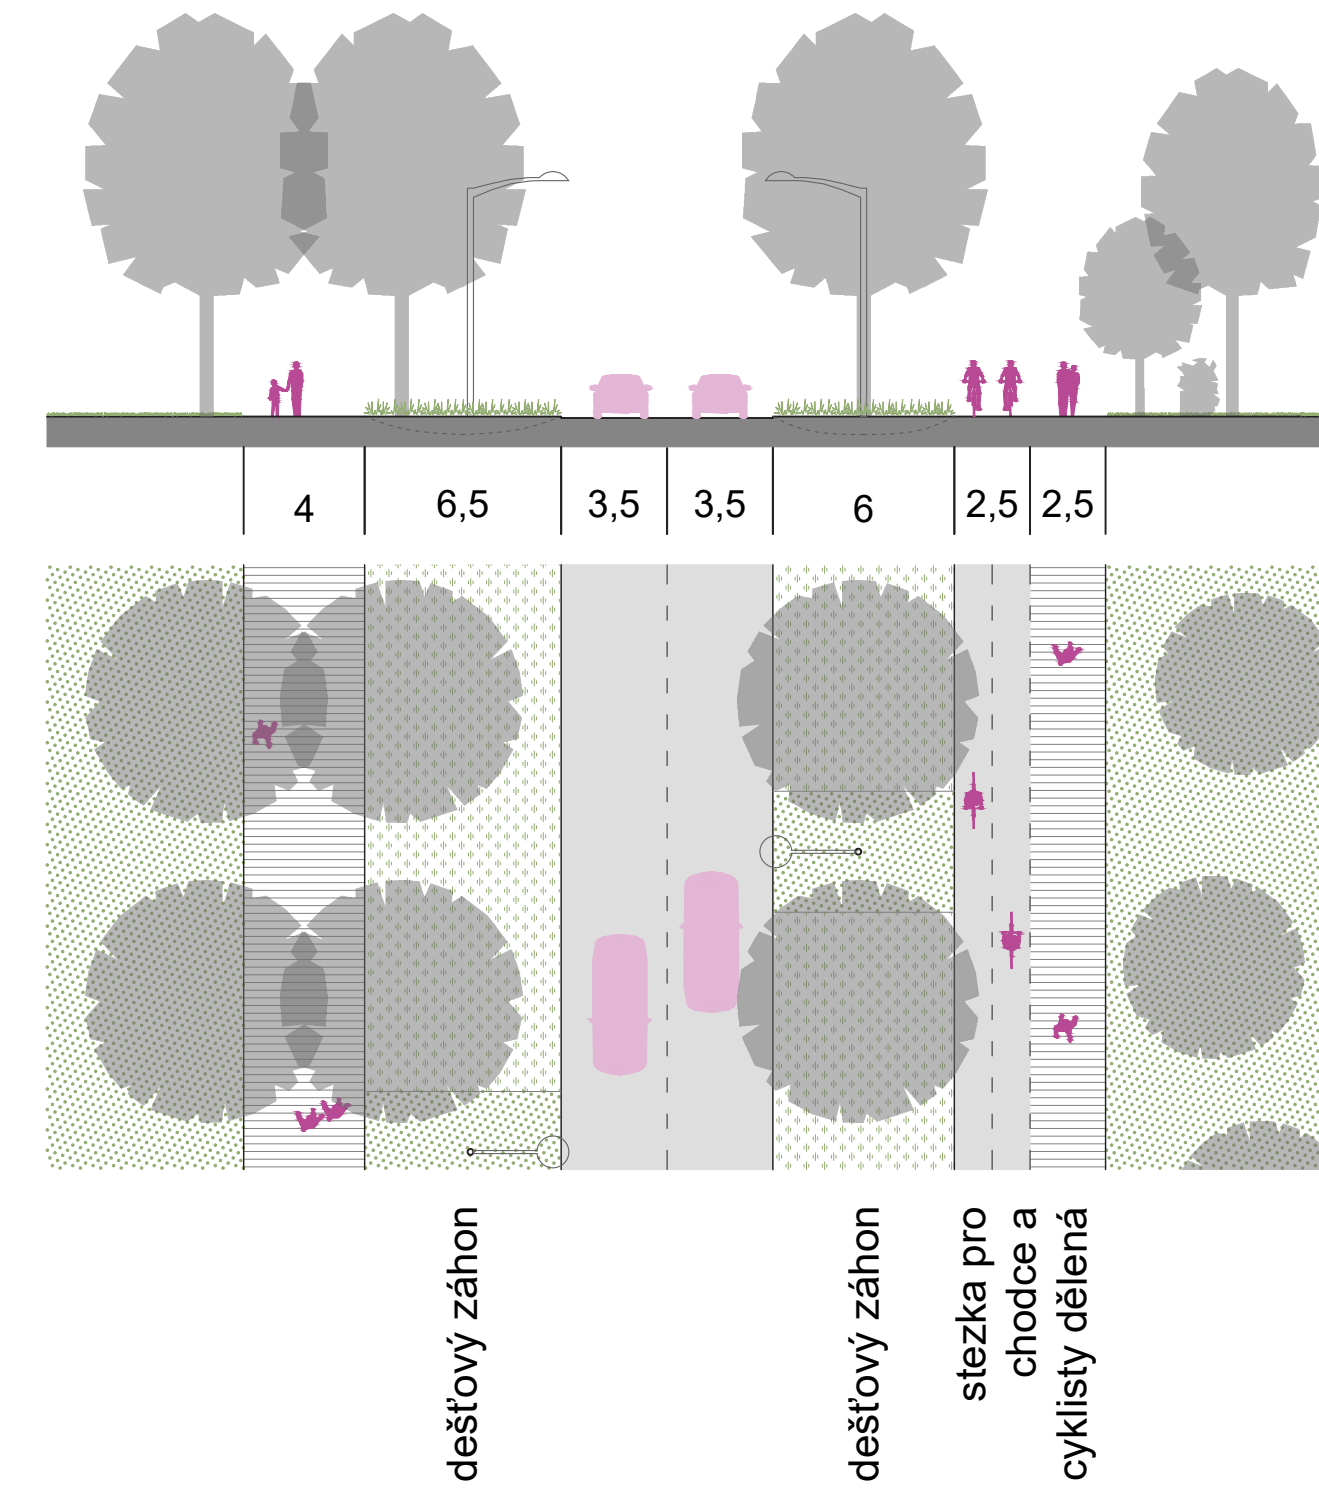 4
6,5
3,5
3,5
6
2,5
2,5
dešťový záhon
dešťový záhon
stezka pro
chodce a
cyklisty dělená